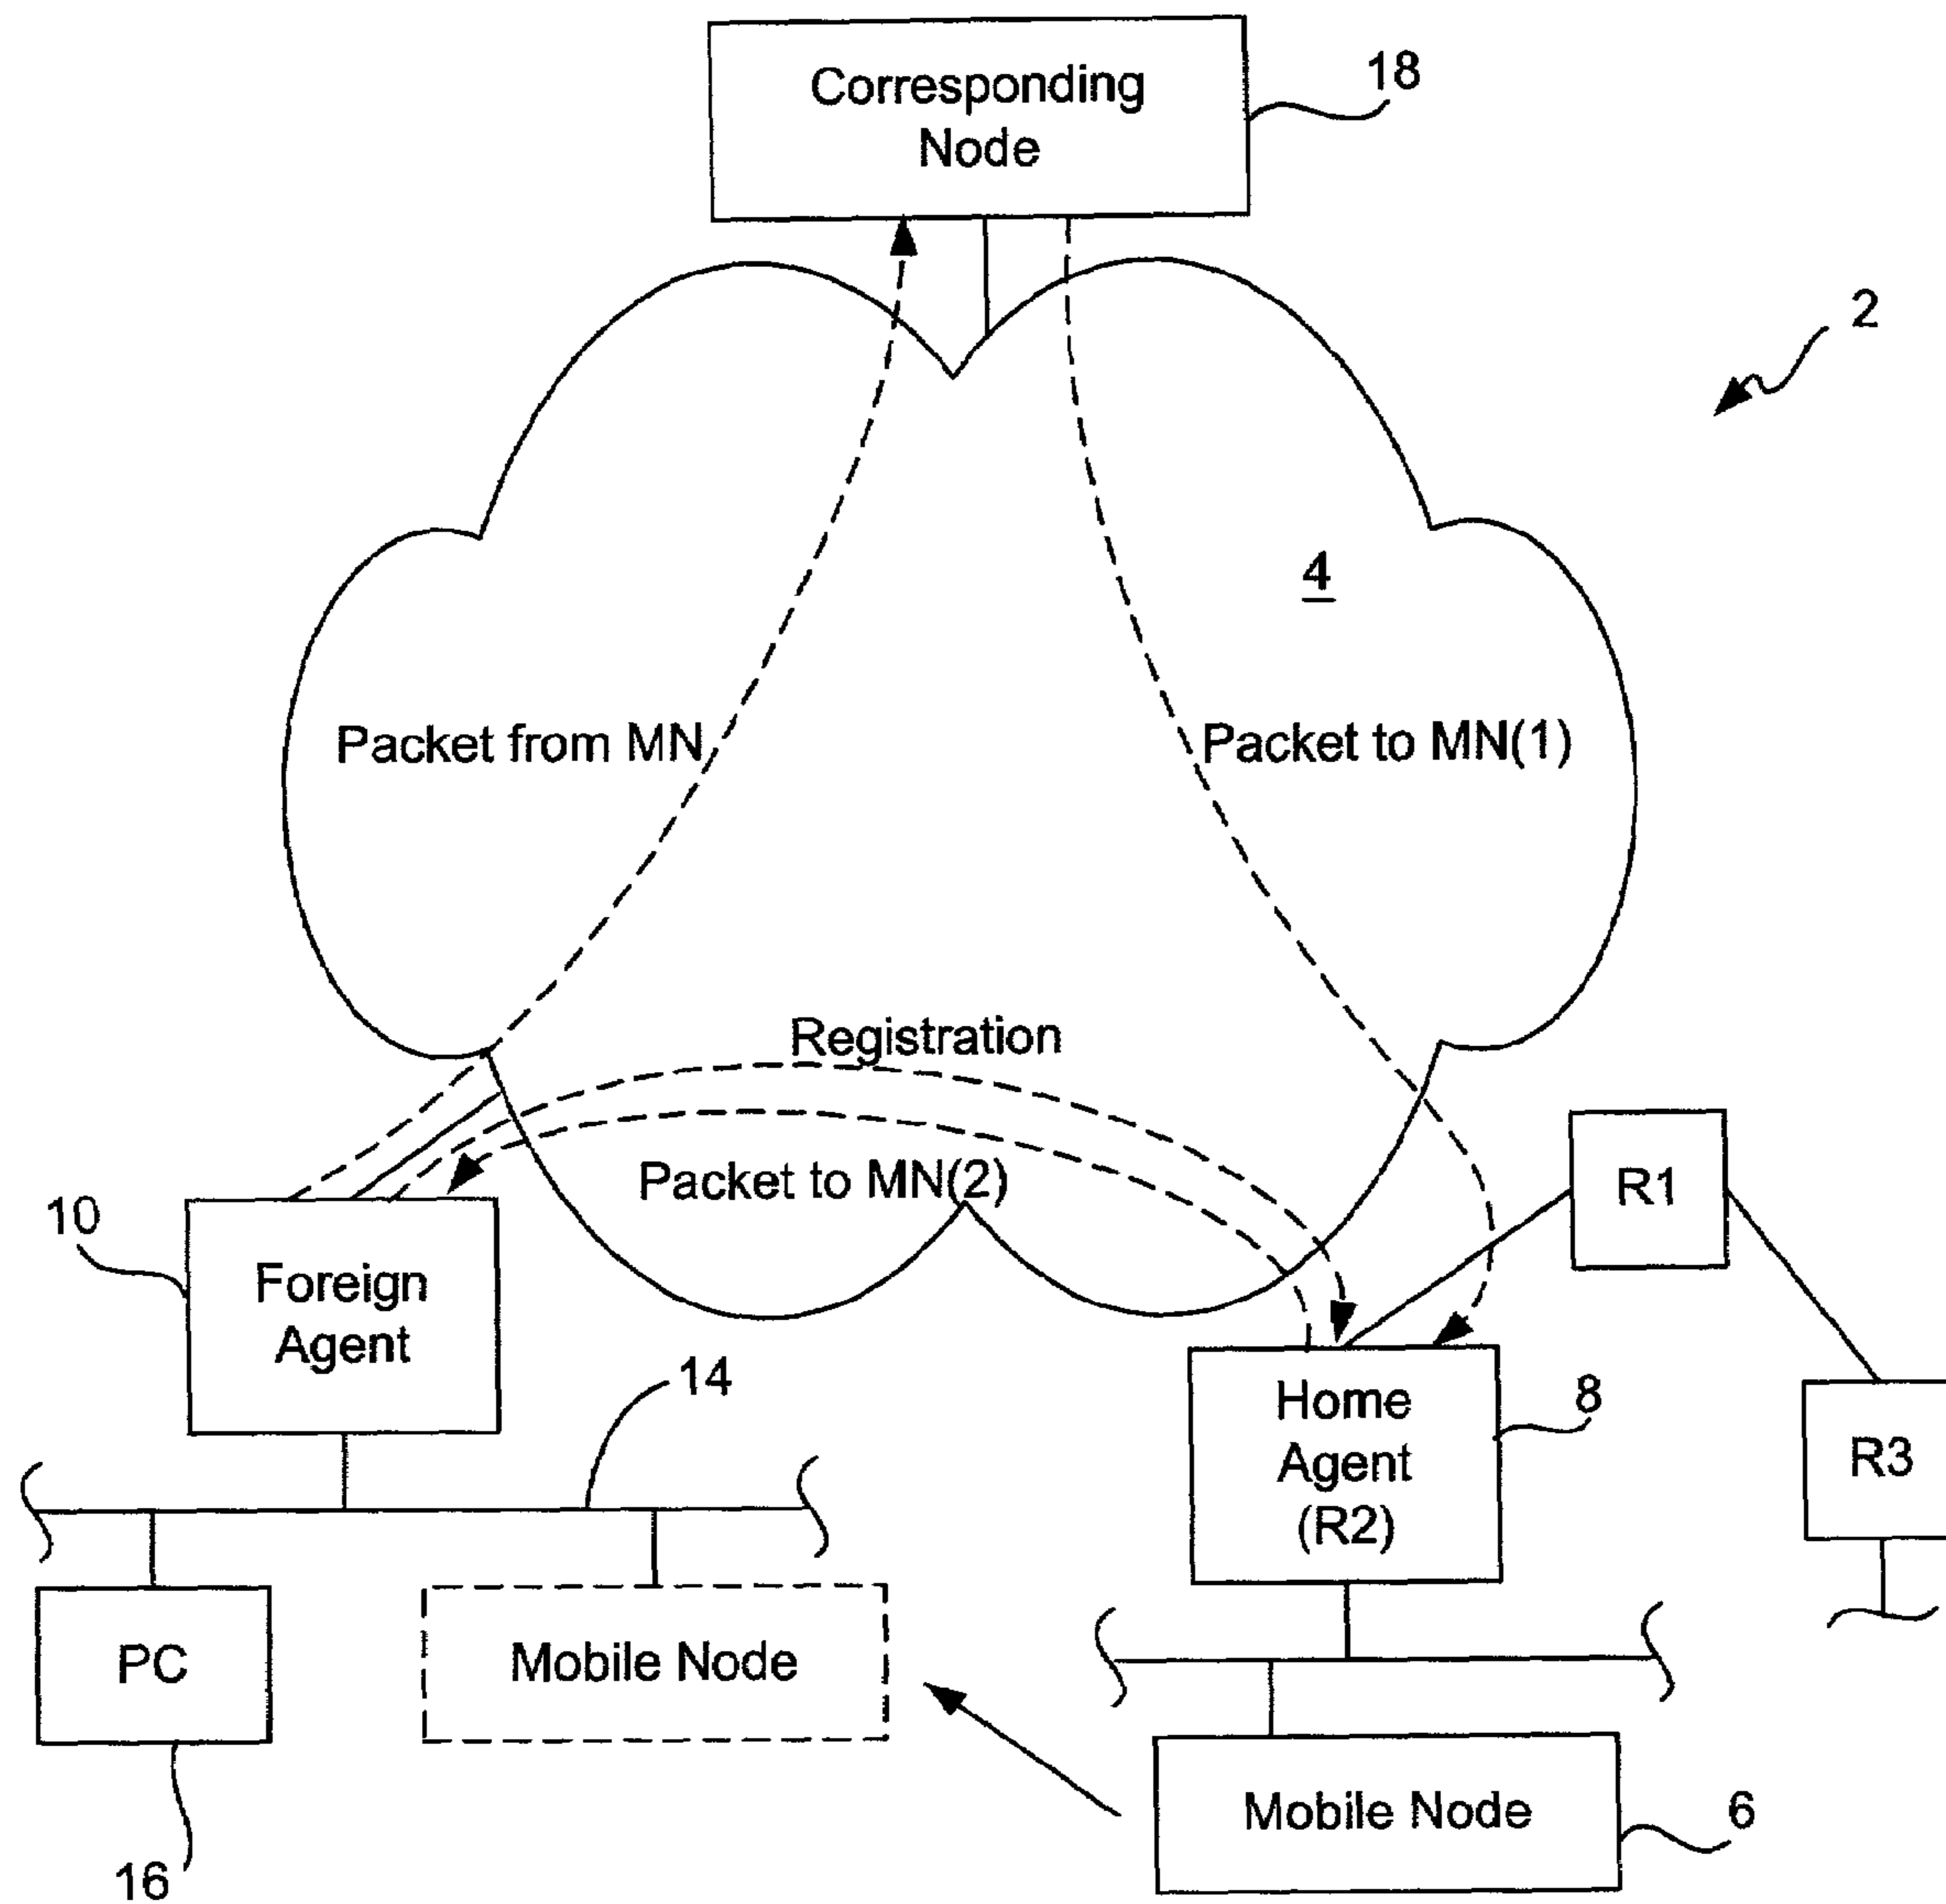 Corresponding
Node
18
2
4
Packet from MN
Packet to MN(1)
Registration
Packet to MN(2)
R1
10
Foreign
Agent
14
Home
Agent
(R2)
8
R3
PC
Mobile Node
Mobile Node
6
16